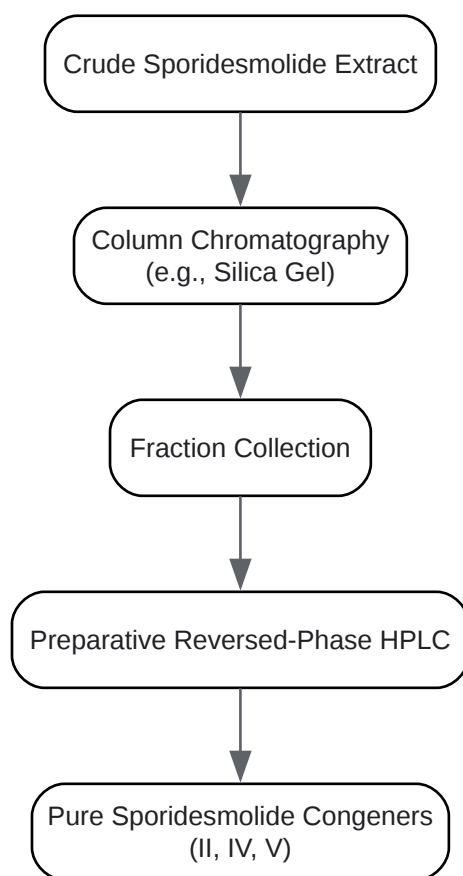 Crude Sporidesmolide Extract
Column Chromatography
(e.g., Silica Gel)
Fraction Collection
Preparative Reversed-Phase HPLC
Pure Sporidesmolide Congeners
(II, IV, V)